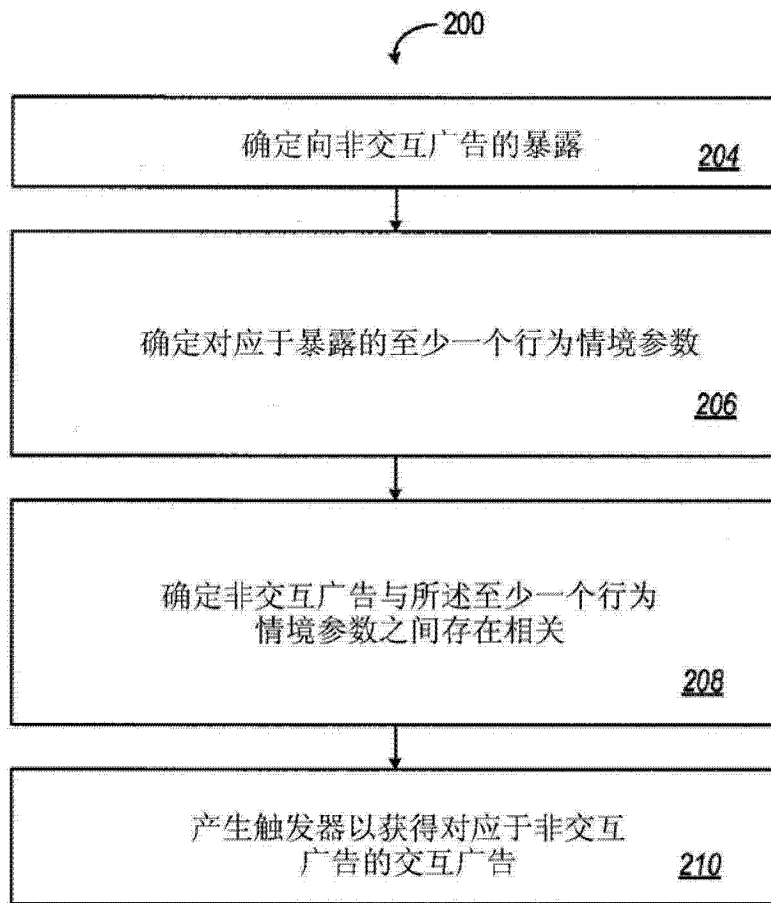 200
确定向非交互广告的暴露
204
确定对应于暴露的至少一个行为情境参数
206
确定非交互广告与所述至少一个行为
情境参数之间存在相关
208
产生触发器以获得对应于非交互
广告的交互广告
210